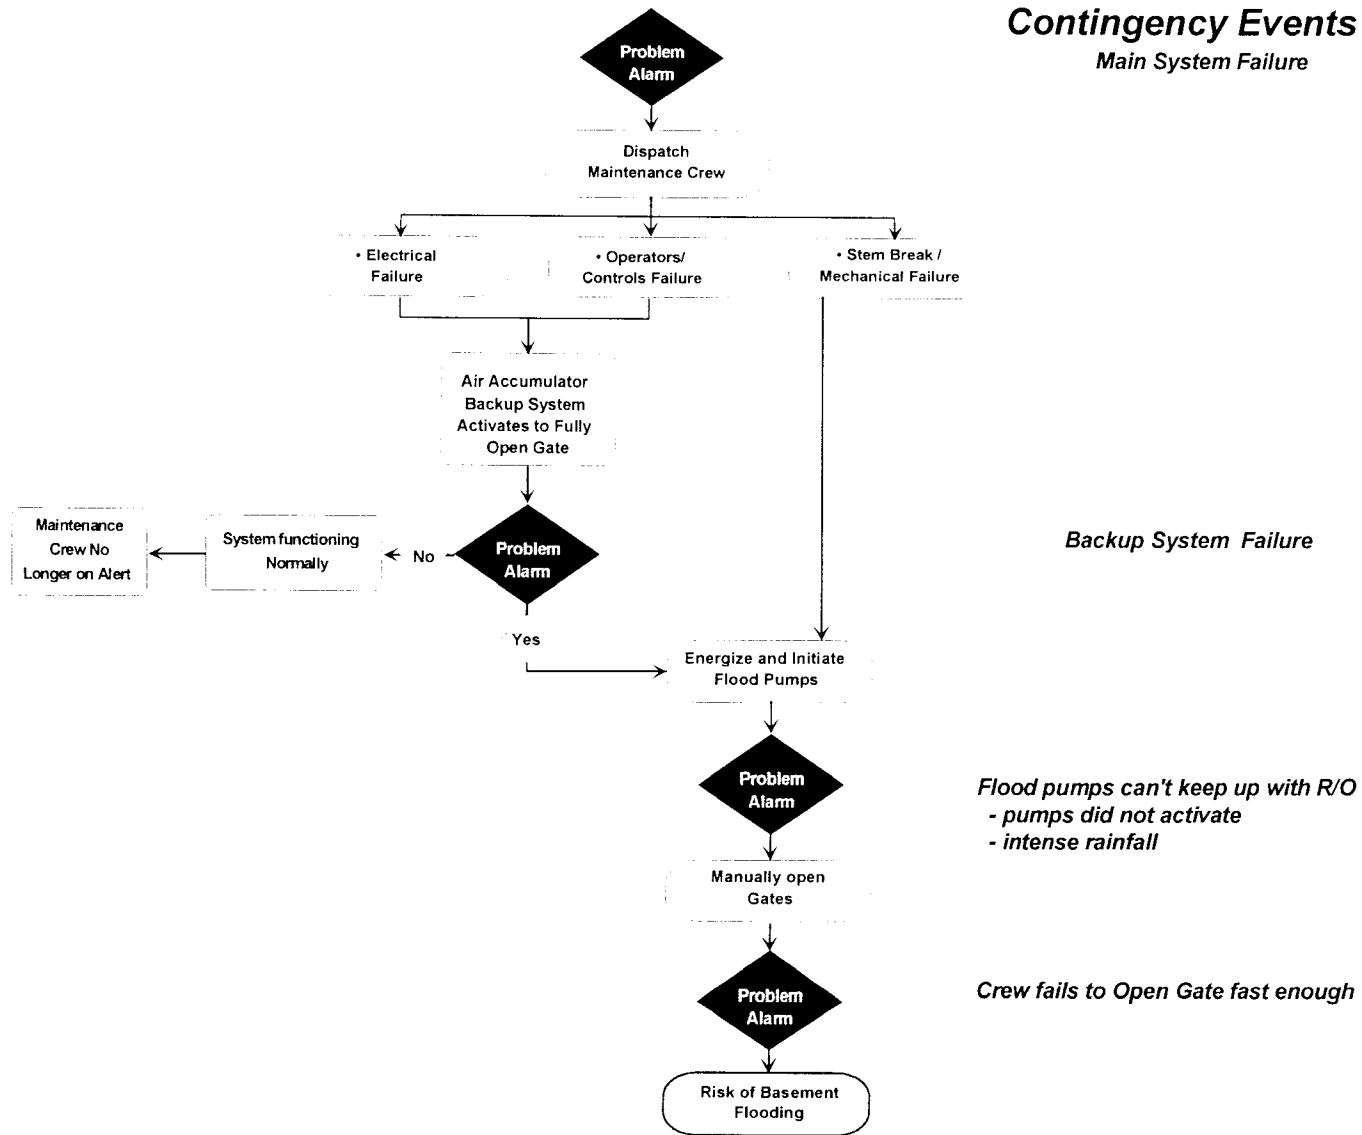 Contingency Events
Main System Failure
Problem
Alarm
Dispatch
Maintenance Crew
• Electrical
Failure
• Operators/
Controls Failure
• Stem Break /
Mechanical Failure
Air Accumulator
Backup System
Activates to Fully
Open Gate
Maintenance
Crew No
Longer on Alert
System functioning
Normally
No
Problem
Alarm
Backup System Failure
Yes
Energize and Initiate
Flood Pumps
Problem
Alarm
Flood pumps can't keep up with R/O
- pumps did not activate
- intense rainfall
Manually open
Gates
Problem
Alarm
Crew fails to Open Gate fast enough
Risk of Basement
Flooding